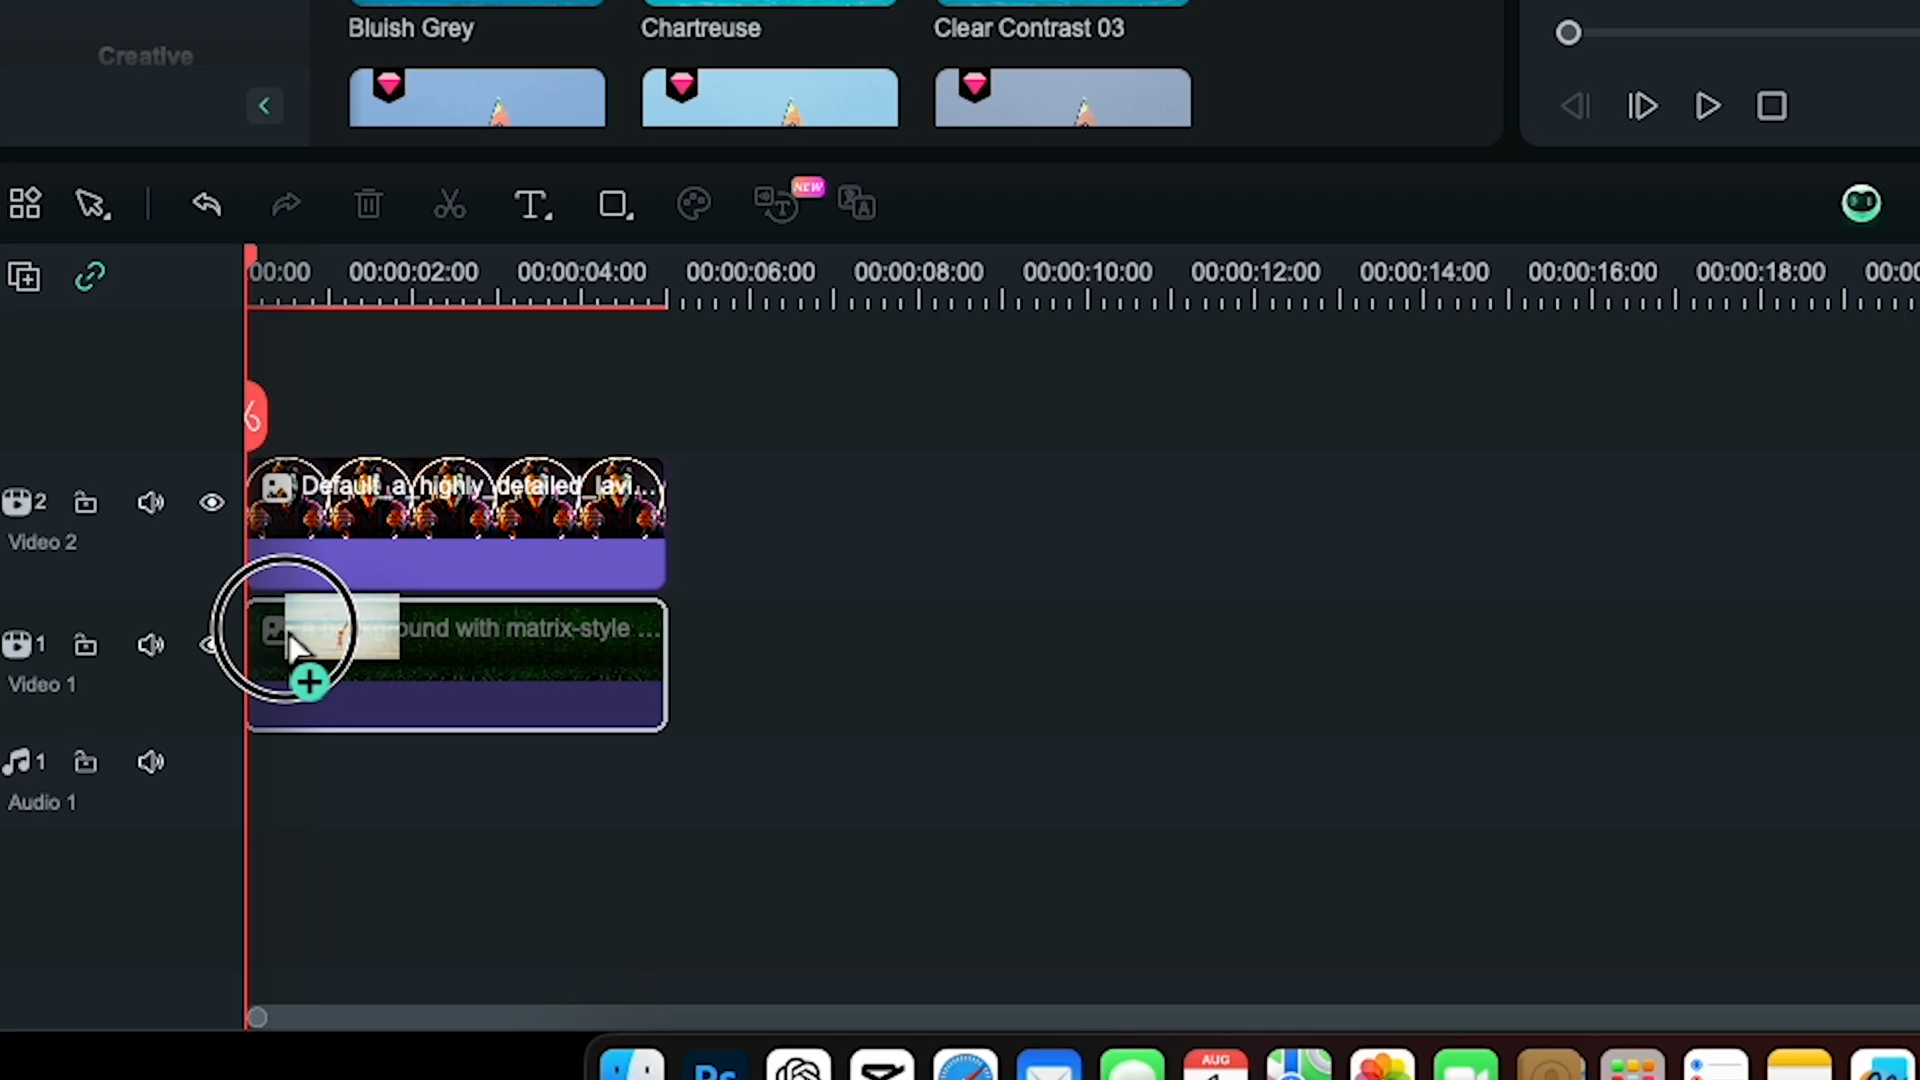 Bluish Grey
Chartreuse
Clear Contrast 03
Creative
NEW
00:00
00:00:02:00
00:00:04:00
00:00:06:00
00:00:08:00
00:00:10:00
00:00:12:00
00:00:14:00
00:00:16:00
00:00:18:00
00:00
2
Default_a_highly_detailed_lavi...
Video 2
1
ound with matrix-style ...
Video 1
1
Audio 1
Ps
AUG